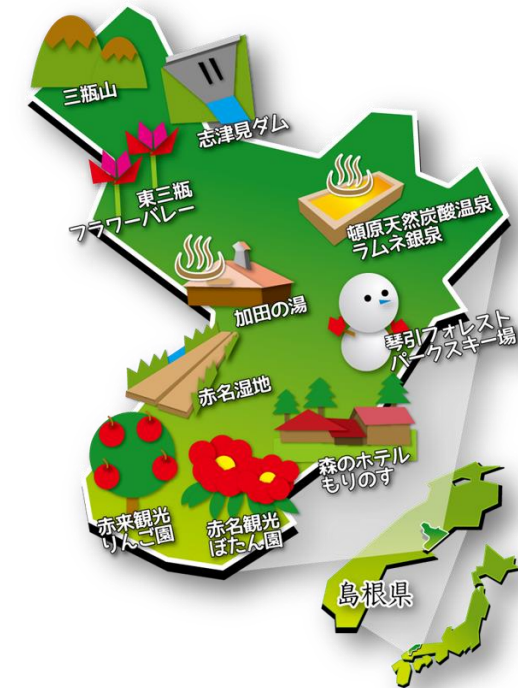 三瓶山
志津見ダム
東三瓶
フラワーバレー
頓原天然炭酸温泉
ラムネ銀泉
加田の湯
琴引フォレスト
パークスキー場
赤名湿地
森のホテル
もりのす
赤来観光
りんご園
赤名観光
ぼたん園
島根県